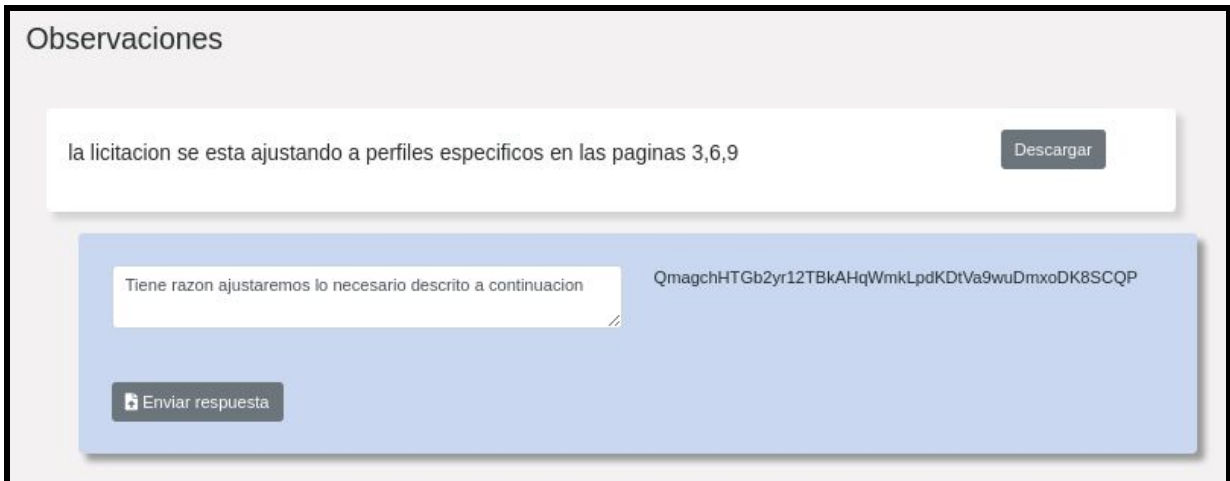 Observaciones
la licitacion se esta ajustando a perfiles especificos en las paginas 3,6,9
Descargar
Tiene razon ajustaremos lo necesario descrito a continuacion
QmagchHTGb2yr12TBkAHqWmkLpdKDtVa9wuDmxoDK8SCQP
Enviar respuesta